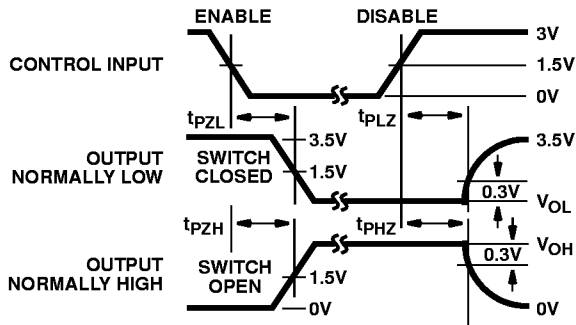 ENABLE DISABLE
3V
CONTROL INPUT 1.5V
0V
tPZL tPLZ
3.5V 3.5V
OUTPUT SWITCH
NORMALLY LOW CLOSED 1.5V
0.3V
VOL
tPZH tPHZ
VOH
0.3V
OUTPUT SWITCH
NORMALLY HIGH OPEN 1.5V
0V 0V